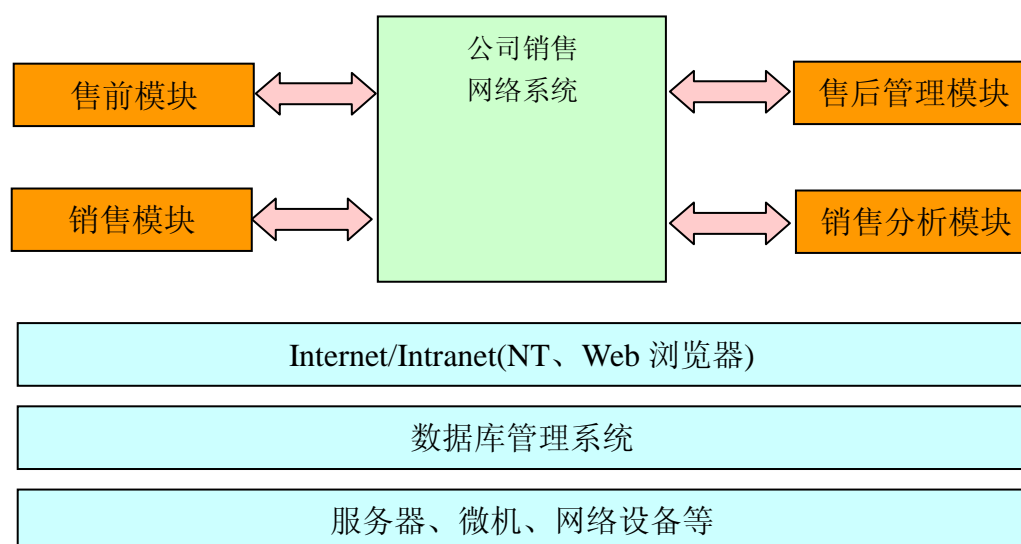 公司销售
网络系统
售前模块
售后管理模块
销售模块
销售分析模块
Internet/Intranet(NT、Web 浏览器)
数据库管理系统
服务器、微机、网络设备等